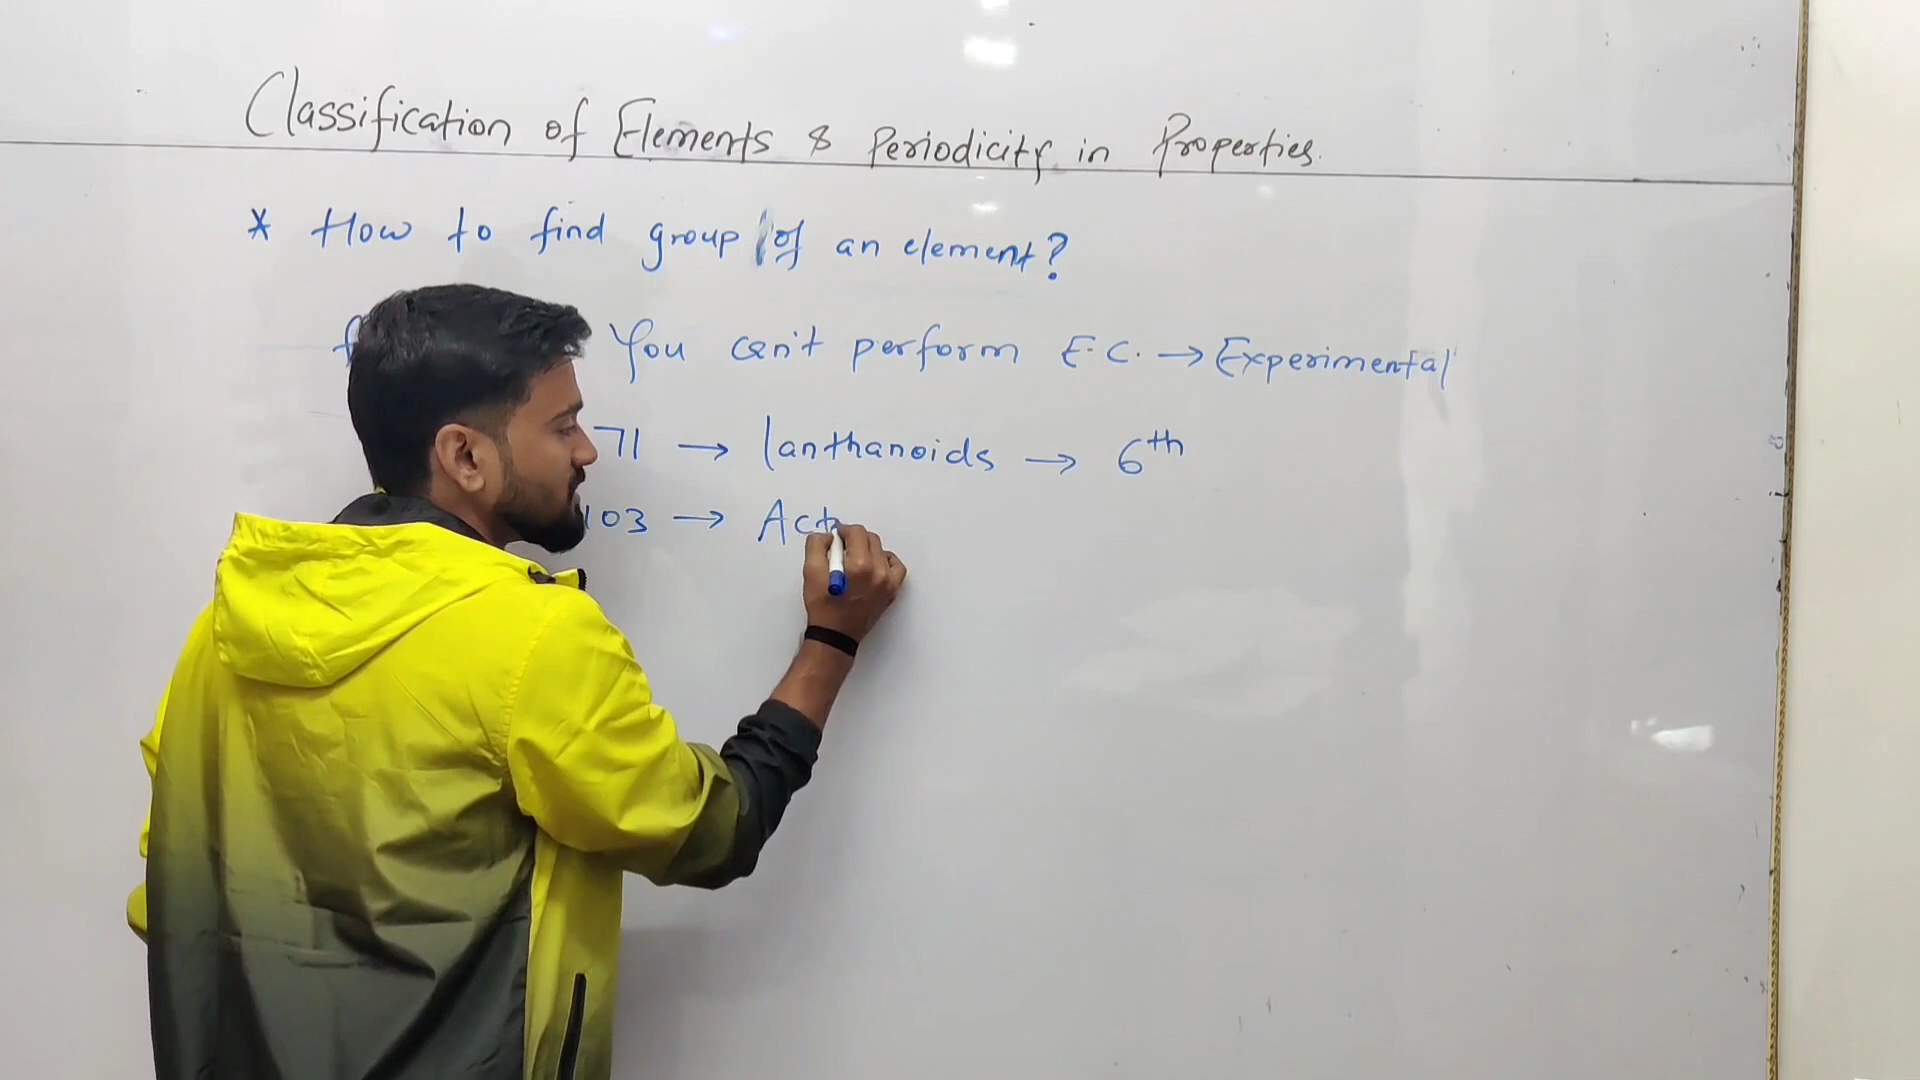 Classification of Elements & Periodicity in Properties.
* How to find group of an element?
You can't perform E.C. → Experimental
71 → lanthanoids → 6th
103 → Act